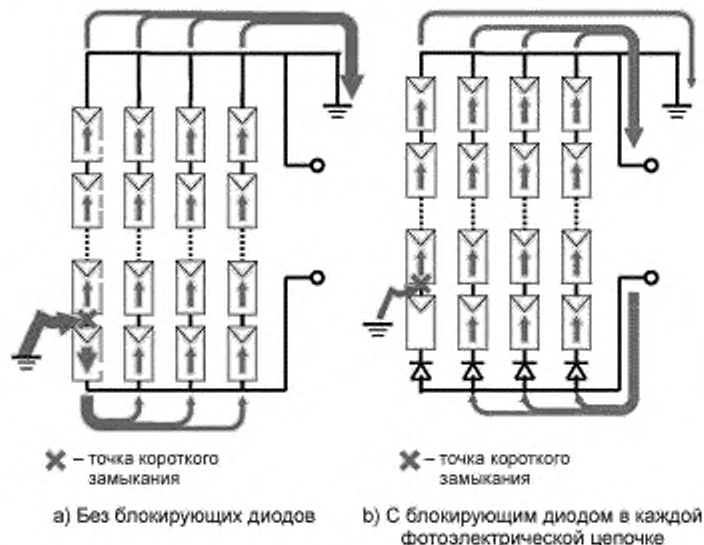 – точка короткого
замыкания
– точка короткого
замыкания
a) Без блокирующих диодов
b) С блокирующим диодом в каждой
фотоэлектрической цепочке